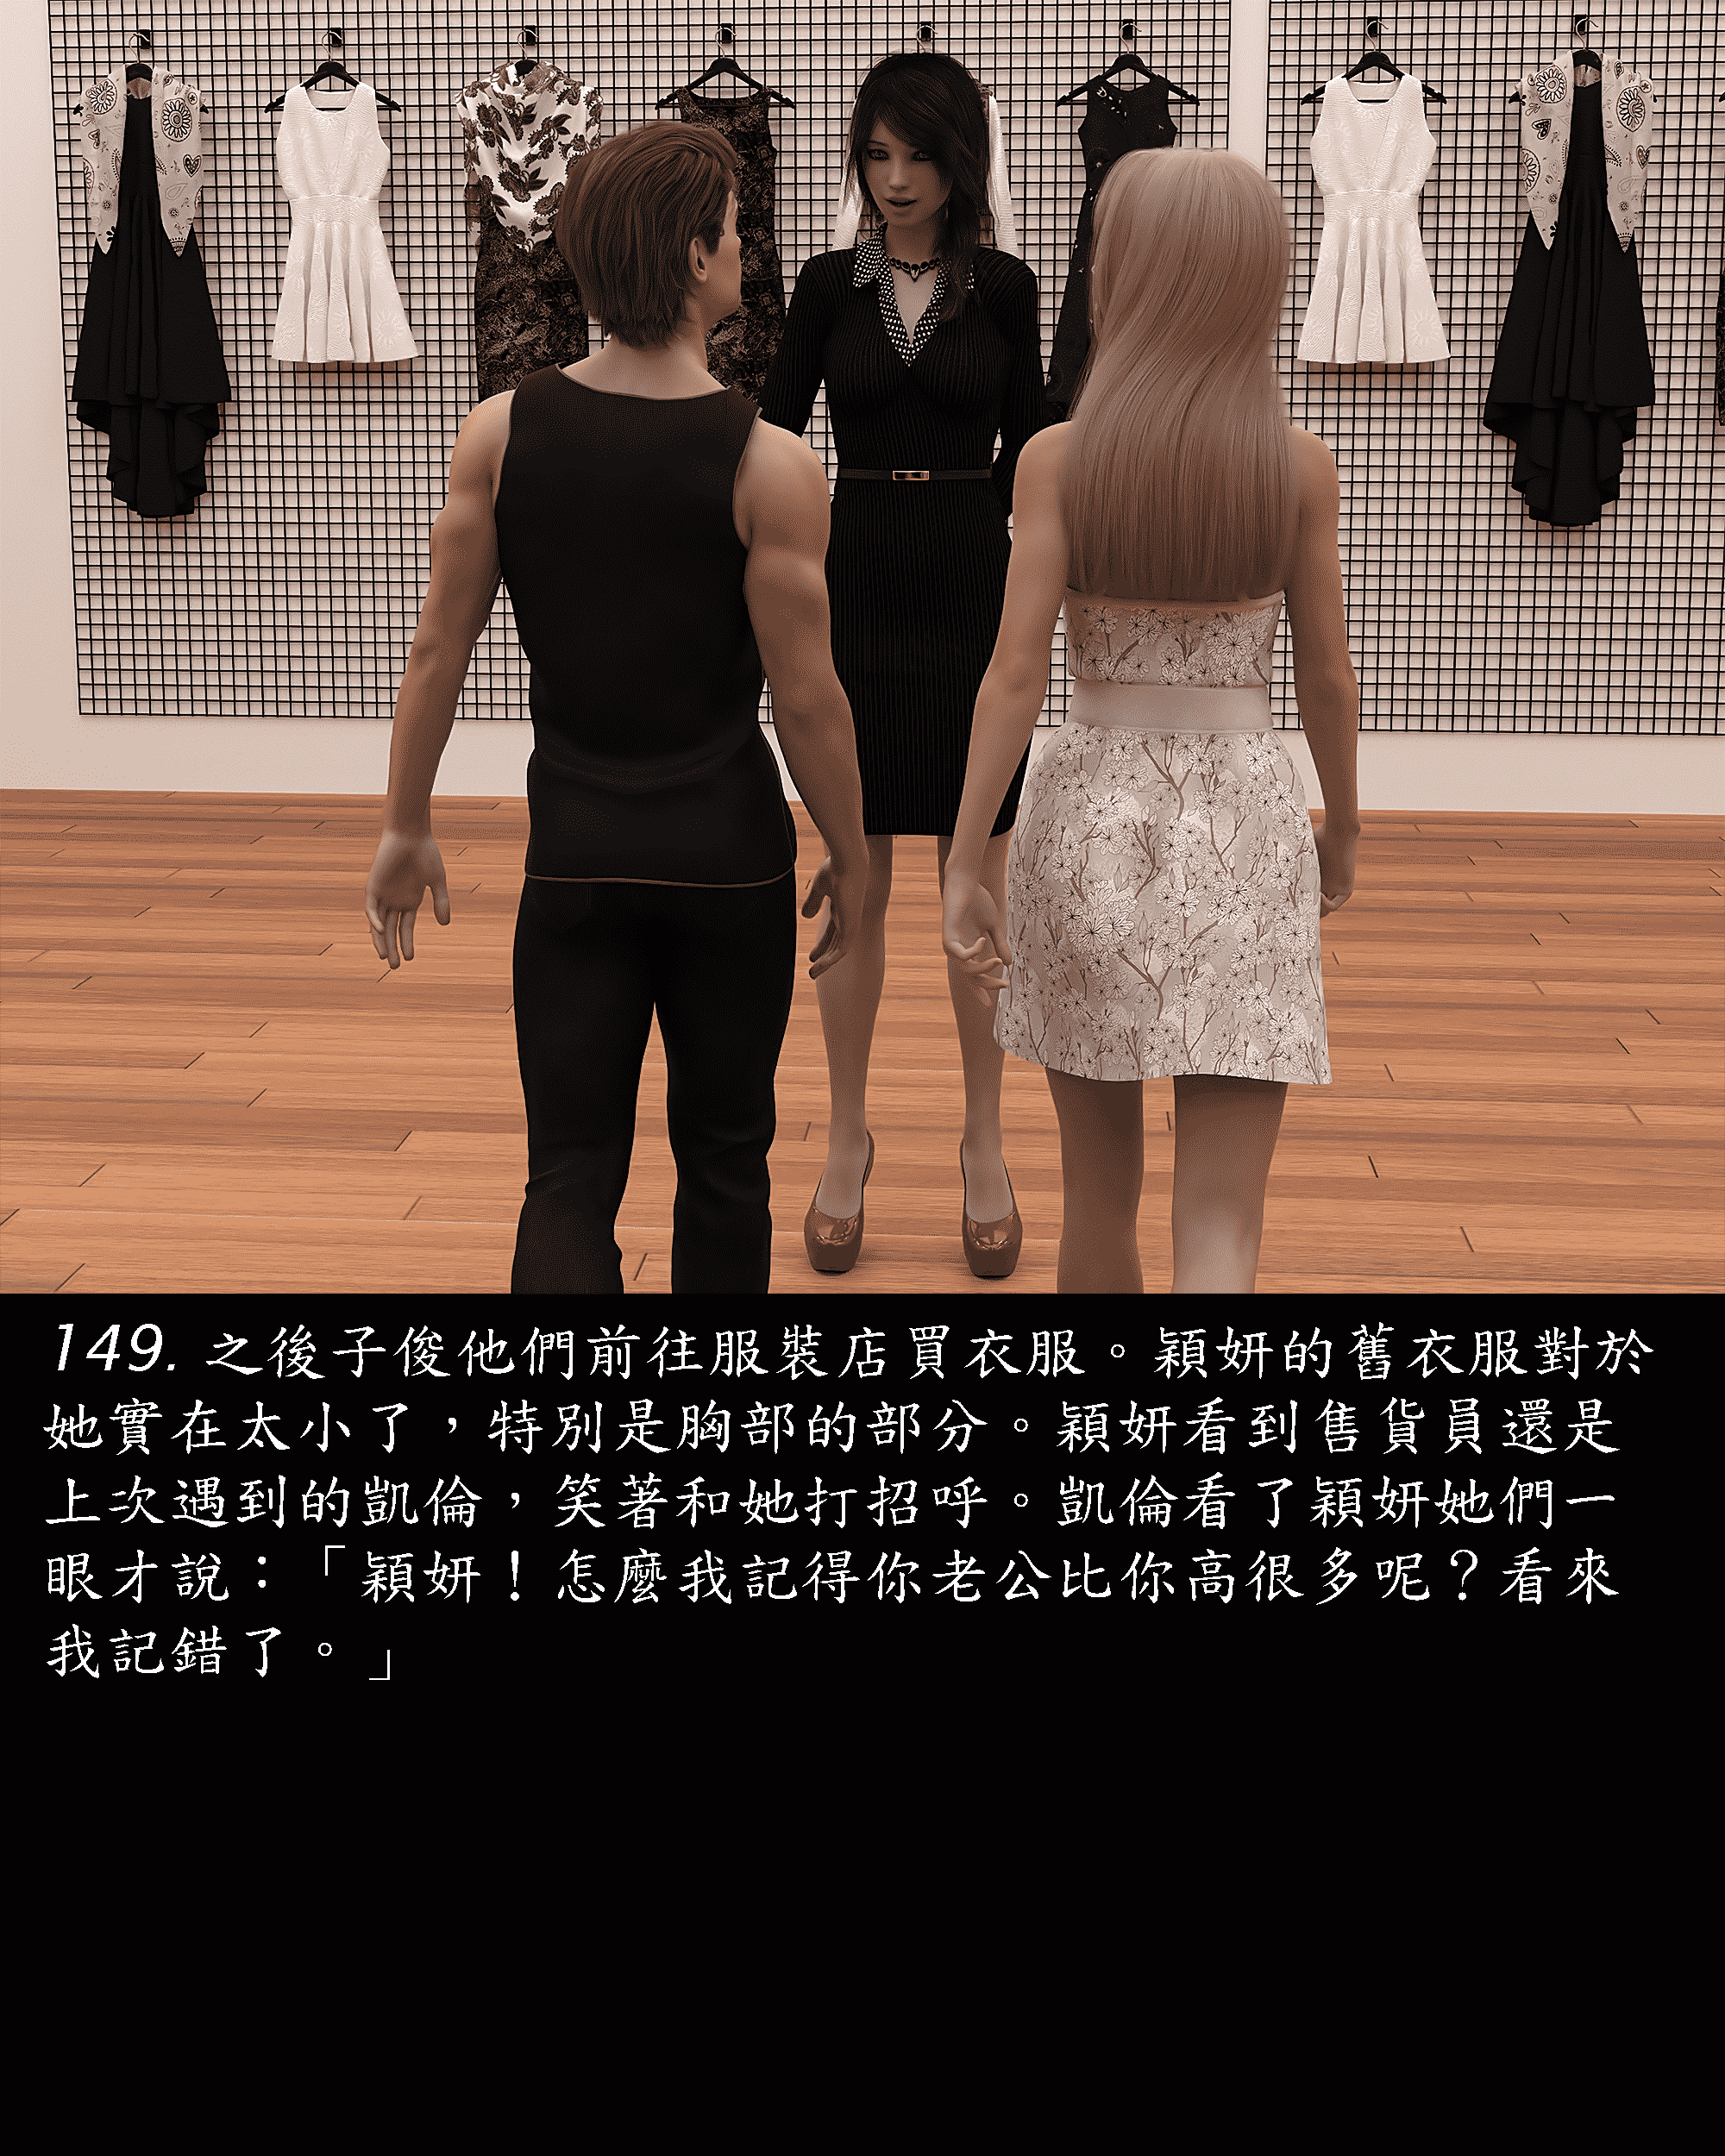 149. 之後子俊他們前往服裝店買衣服。穎妍的舊衣服對於
她實在太小了，特別是胸部的部分。穎妍看到售貨員還是
上次遇到的凱倫，笑著和她打招呼。凱倫看了穎妍她們一
眼才說：「穎妍！怎麼我記得你老公比你高很多呢？看來
我記錯了。」